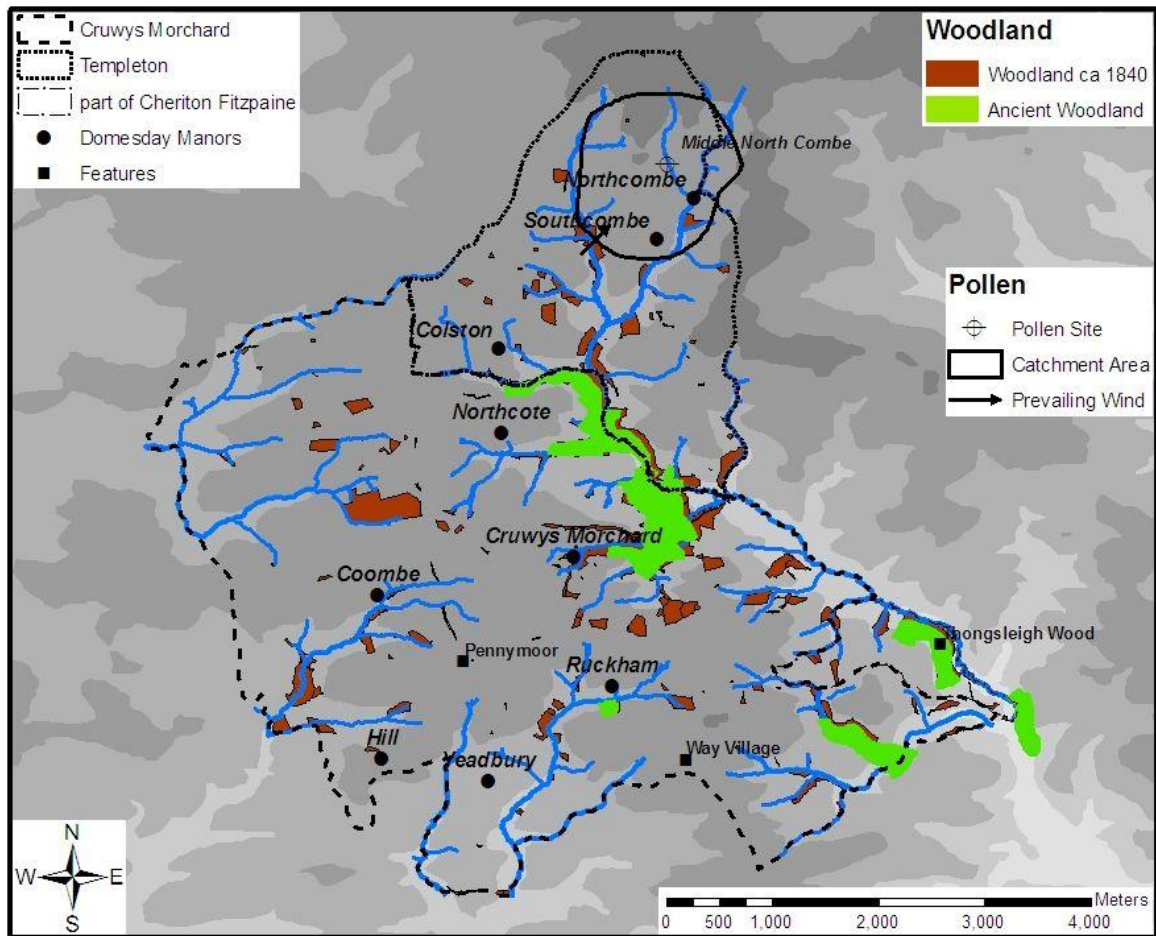 Cruwys Morchard
Templeton
part of Cheriton Fitzpaine
Domesday Manors
Features
Woodland
Woodland ca 1840
Ancient Woodland
Middle North Combe
Northcombe
Southcombe
Pollen
Pollen Site
Catchment Area
Prevailing Wind
Colston
Northcote
Cruwys Morchard
Coombe
Thongsleigh Wood
Pennymoor
Ruckham
Hill
Yeadbury
Way Village
N
W E
S
Meters
0 500 1,000 2,000 3,000 4,000